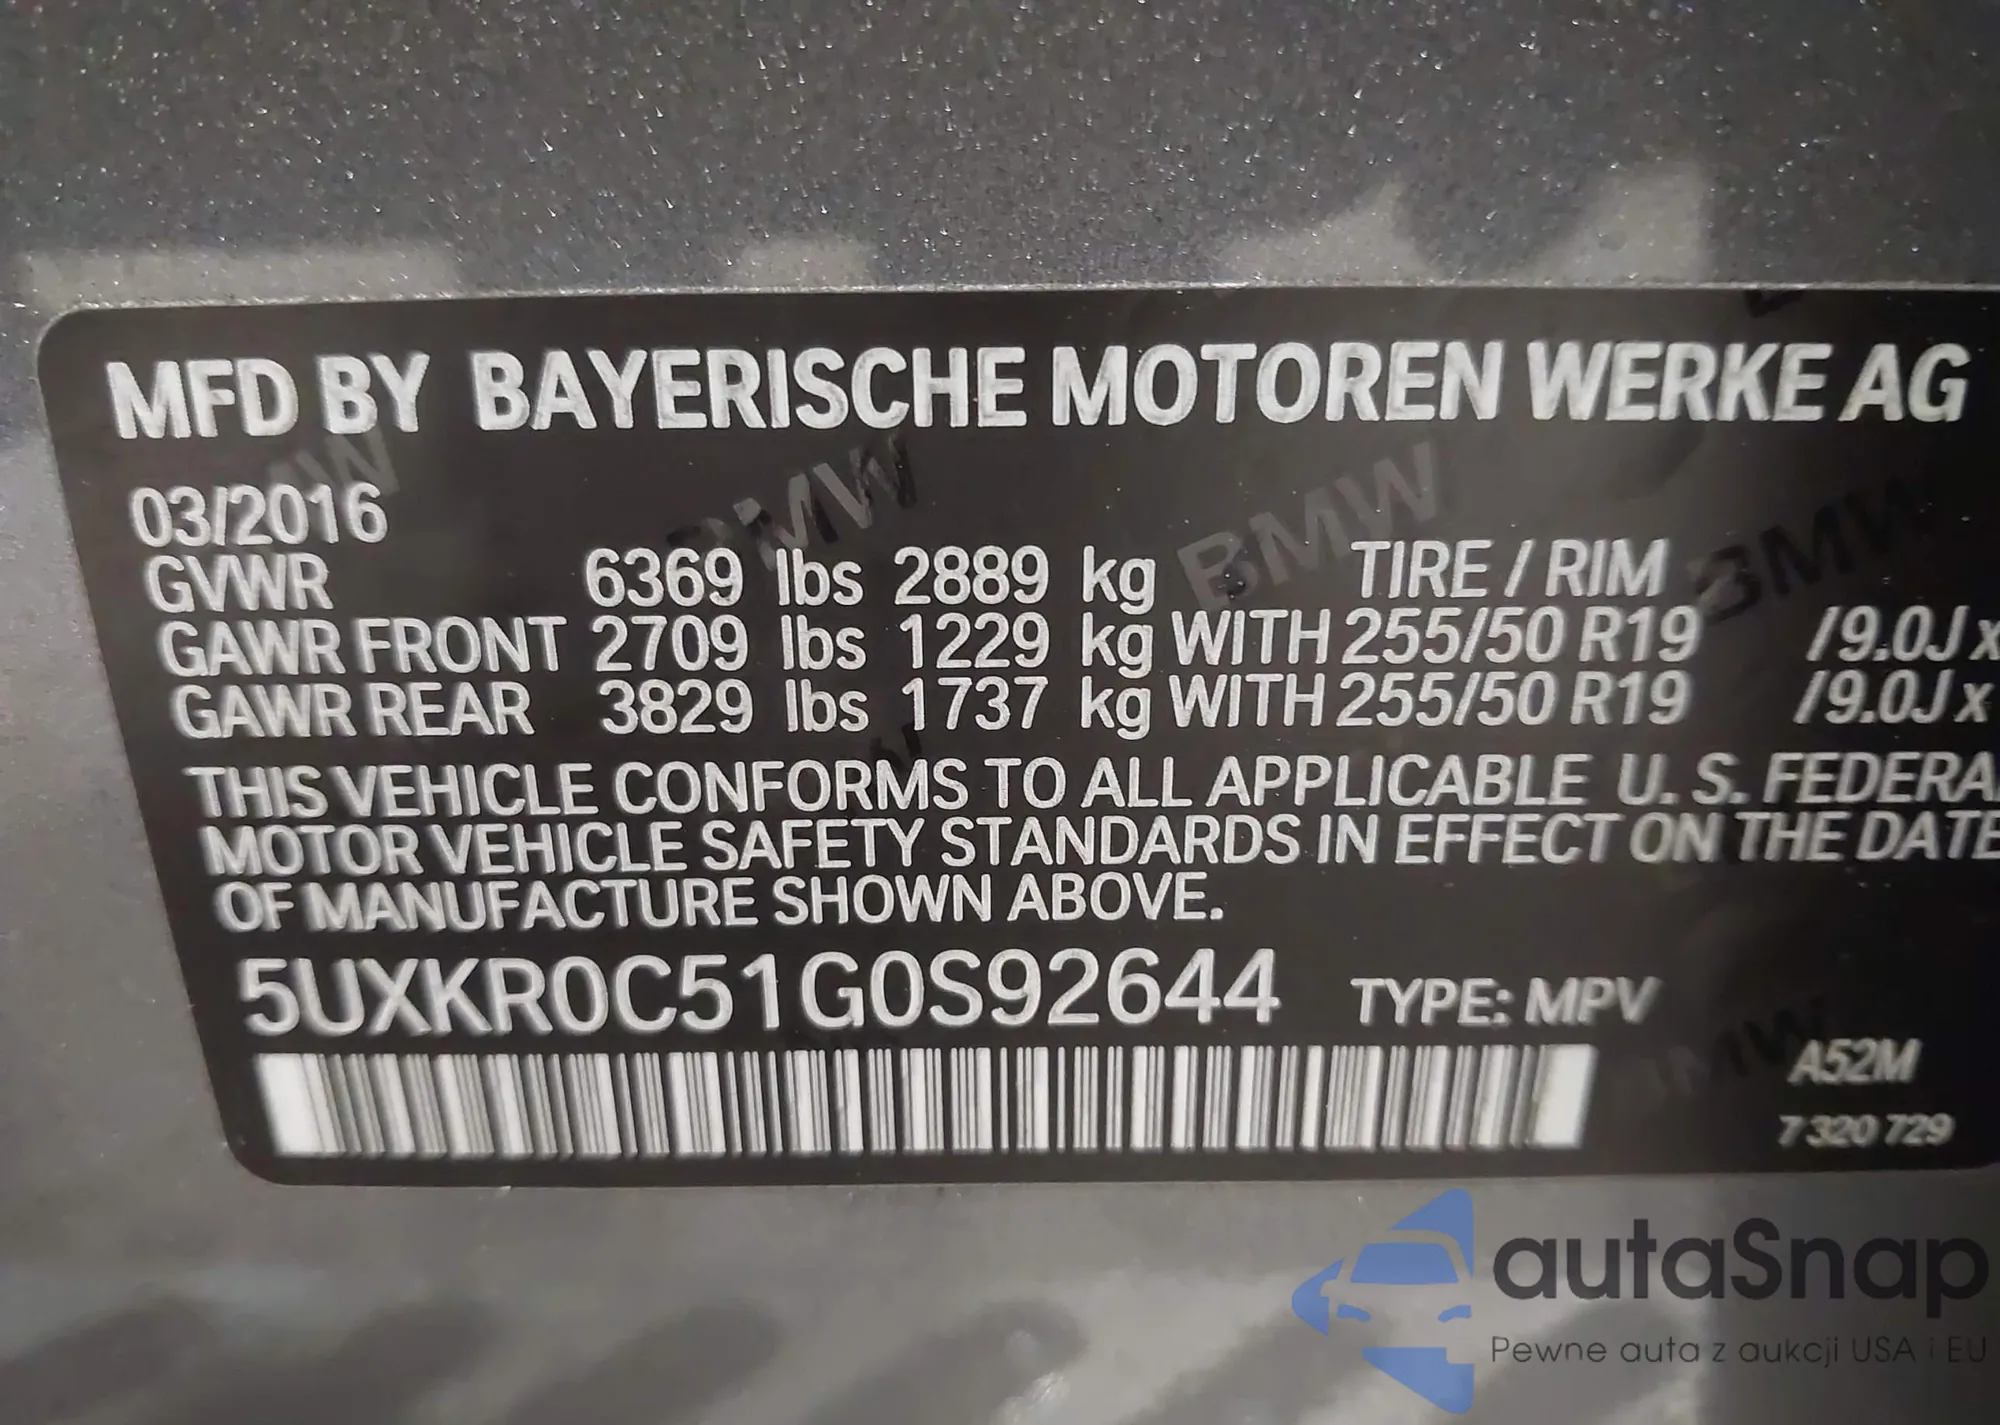 MFD BY BAYERISCHE MOTOREN WERKE AG
03/2016
GVWR 6369 lbs 2889 kg TIRE / RIM
GAWR FRONT 2709 lbs 1229 kg WITH 255/50 R19 /9.0J x
GAWR REAR 3829 lbs 1737 kg WITH 255/50 R19 /9.0J x
THIS VEHICLE CONFORMS TO ALL APPLICABLE U.S. FEDERAL
MOTOR VEHICLE SAFETY STANDARDS IN EFFECT ON THE DATE
OF MANUFACTURE SHOWN ABOVE.
5UXKR0C51G0S92644 TYPE: MPV
A52M
7 320 729
autaSnap
Pewne auta z aukcji USA i EU